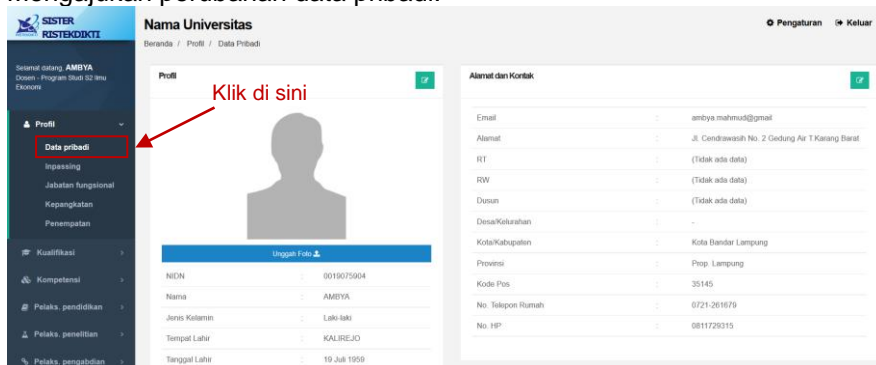 mengajukan perubahan data pribadi.
SISTER
RISTEKDIKTI
Nama Universitas
Pengaturan Keluar
Beranda / Profil / Data Pribadi
Selamat datang, AMBYA
Dosen - Program Studi S2 Ilmu
Ekonomi
Profil
Data pribadi
Inpassing
Jabatan fungsional
Kepangkatan
Penempatan
Kualifikasi
Kompetensi
Pelaks. pendidikan
Pelaks. penelitian
Pelaks. pengabdian
Profil
Klik di sini
Unggah Foto
NIDN : 0019075904
Nama : AMBYA
Jenis Kelamin : Laki-laki
Tempat Lahir : KALIREJO
Tanggal Lahir : 19 Juli 1959
Alamat dan Kontak
Email : ambya.mahmud@gmail
Alamat : Jl. Cendrawasih No. 2 Gedung Air T.Karang Barat
RT : (Tidak ada data)
RW : (Tidak ada data)
Dusun : (Tidak ada data)
Desa/Kelurahan : -
Kota/Kabupaten : Kota Bandar Lampung
Provinsi : Prop. Lampung
Kode Pos : 35145
No. Telepon Rumah : 0721-261679
No. HP : 0811729315